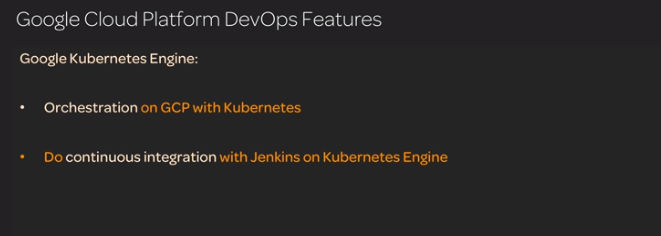 Google Cloud Platform DevOps Features
Google Kubernetes Engine:
• Orchestration on GCP with Kubernetes
• Do continuous integration with Jenkins on Kubernetes Engine